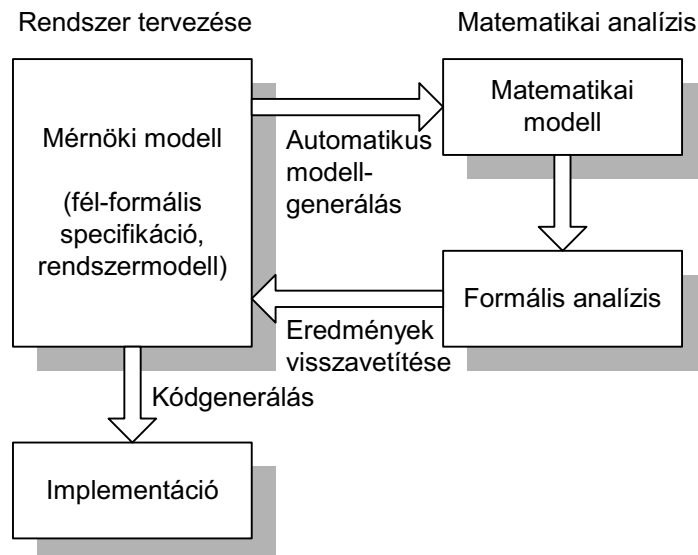 Rendszer tervezése
Matematikai analízis
Mérnöki modell
(fél-formális
specifikáció,
rendszermodell)
Automatikus
modell-
generálás
Matematikai
modell
Formális analízis
Eredmények
visszavetítése
Kódgenerálás
Implementáció